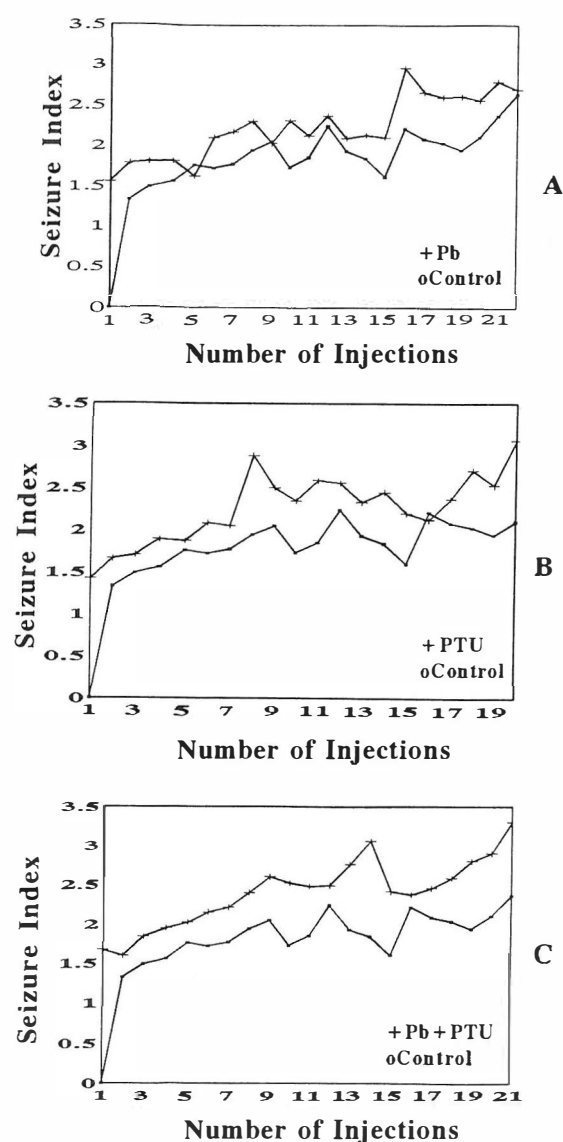 3.5
3
2.5
2
1.5
1
0.5
0
Seizure Index
1 3 5 7 9 11 13 15 17 19 21
Number of Injections
+Pb
oControl
A
3.5
3
2.5
2
1.5
1
0.5
0
Seizure Index
1 3 5 7 9 11 13 15 17 19
Number of Injections
+PTU
oControl
B
3.5
3
2.5
2
1.5
1
0.5
0
Seizure Index
1 3 5 7 9 11 13 15 17 19 21
Number of Injections
+Pb+PTU
oControl
C